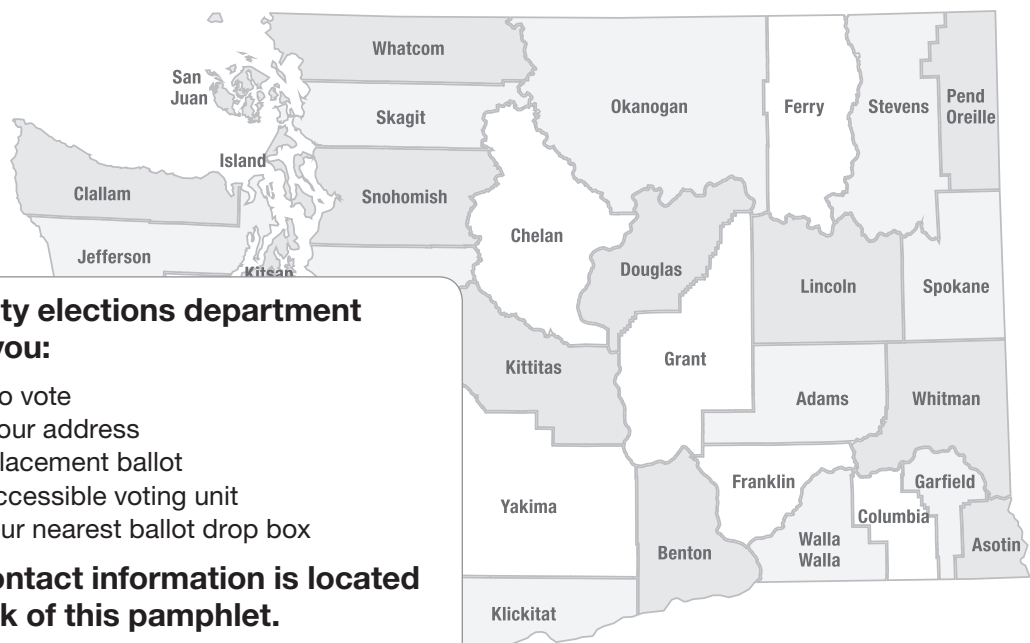 Whatcom
San
Juan
Skagit
Okanogan
Ferry
Stevens
Pend
Oreille
Island
Clallam
Snohomish
Jefferson
Kitsap
Chelan
Douglas
Lincoln
Spokane
ty elections department
you:
o vote
our address
lacement ballot
ccessible voting unit
ur nearest ballot drop box
ontact information is located
k of this pamphlet.
Kittitas
Grant
Adams
Whitman
Yakima
Franklin
Garfield
Columbia
Benton
Walla
Walla
Asotin
Klickitat